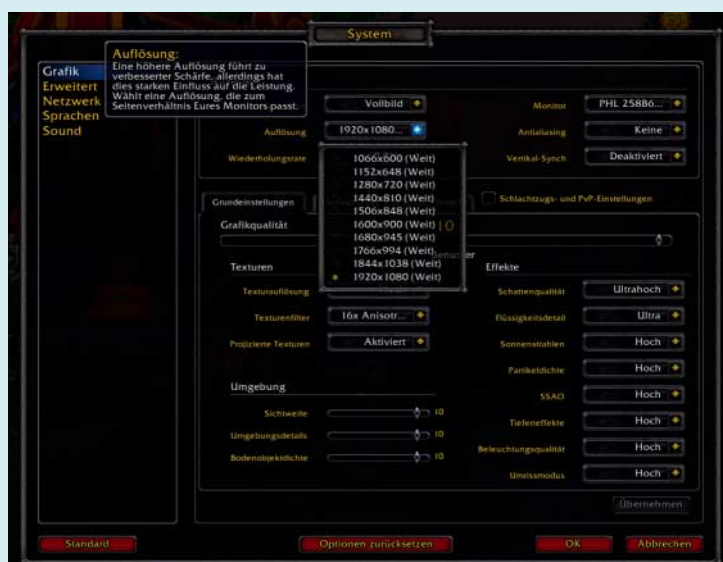 System
Auflösung:
Eine höhere Auflösung führt zu
verbesserter Schärfe, allerdings hat
dies starken Einfluss auf die Leistung.
Wählt eine Auflösung, die zum
Seitenverhältnis Eures Monitors passt.
Grafik
Erweitert
Netzwerk
Sprachen
Sound
Vollbild
Monitor
PHL 258B6...
Auflösung
1920x1080...
Antialiasing
Keine
Wiederholungsrate
Vertikal-Synch
Deaktiviert
1066x600 (Weit)
1152x648 (Weit)
1280x720 (Weit)
1440x810 (Weit)
1506x848 (Weit)
1600x900 (Weit)
1680x945 (Weit)
1766x994 (Weit)
1844x1038 (Weit)
1920x1080 (Weit)
Grundeinstellungen
Schlachtzugs- und PvP-Einstellungen
Grafikqualität
10
Texturen
Effekte
Texturauflösung
Schattenqualität
Ultrahoch
Texturenfilter
16x Anisotr...
Flüssigkeitsdetail
Ultra
Projizierte Texturen
Aktiviert
Sonnenstrahlen
Hoch
Partikeldichte
Hoch
Umgebung
SSAO
Hoch
Sichtweite
10
Tiefeneffekte
Hoch
Umgebungsdetails
10
Beleuchtungsqualität
Hoch
Bodenobjektdichte
10
Umrissmodus
Hoch
Übernehmen
Standard
Optionen zurücksetzen
OK
Abbrechen